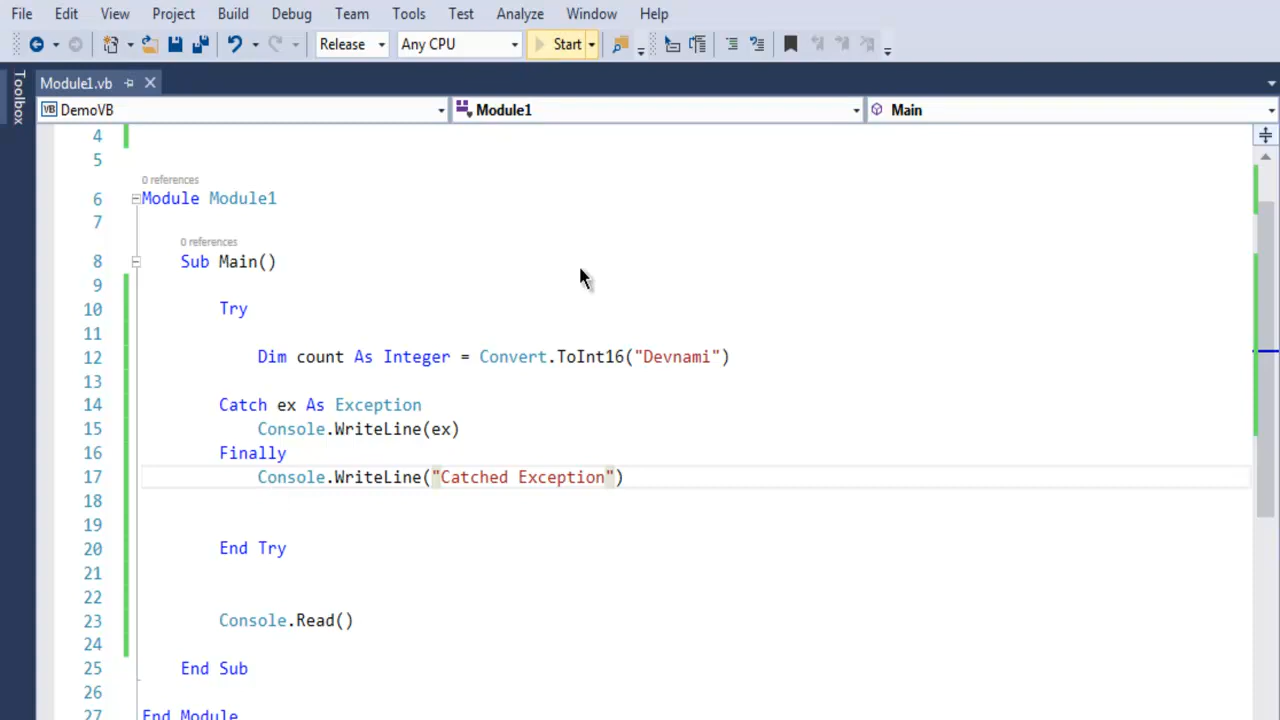 File Edit View Project Build Debug Team Tools Test Analyze Window Help
Release Any CPU Start
Toolbox
Module1.vb
VB DemoVB Module1 Main
4
5
0 references
6 Module Module1
7
0 references
8 Sub Main()
9
10 Try
11
12 Dim count As Integer = Convert.ToInt16("Devnami")
13
14 Catch ex As Exception
15 Console.WriteLine(ex)
16 Finally
17 Console.WriteLine("Catched Exception")
18
19
20 End Try
21
22
23 Console.Read()
24
25 End Sub
26
27 End Module